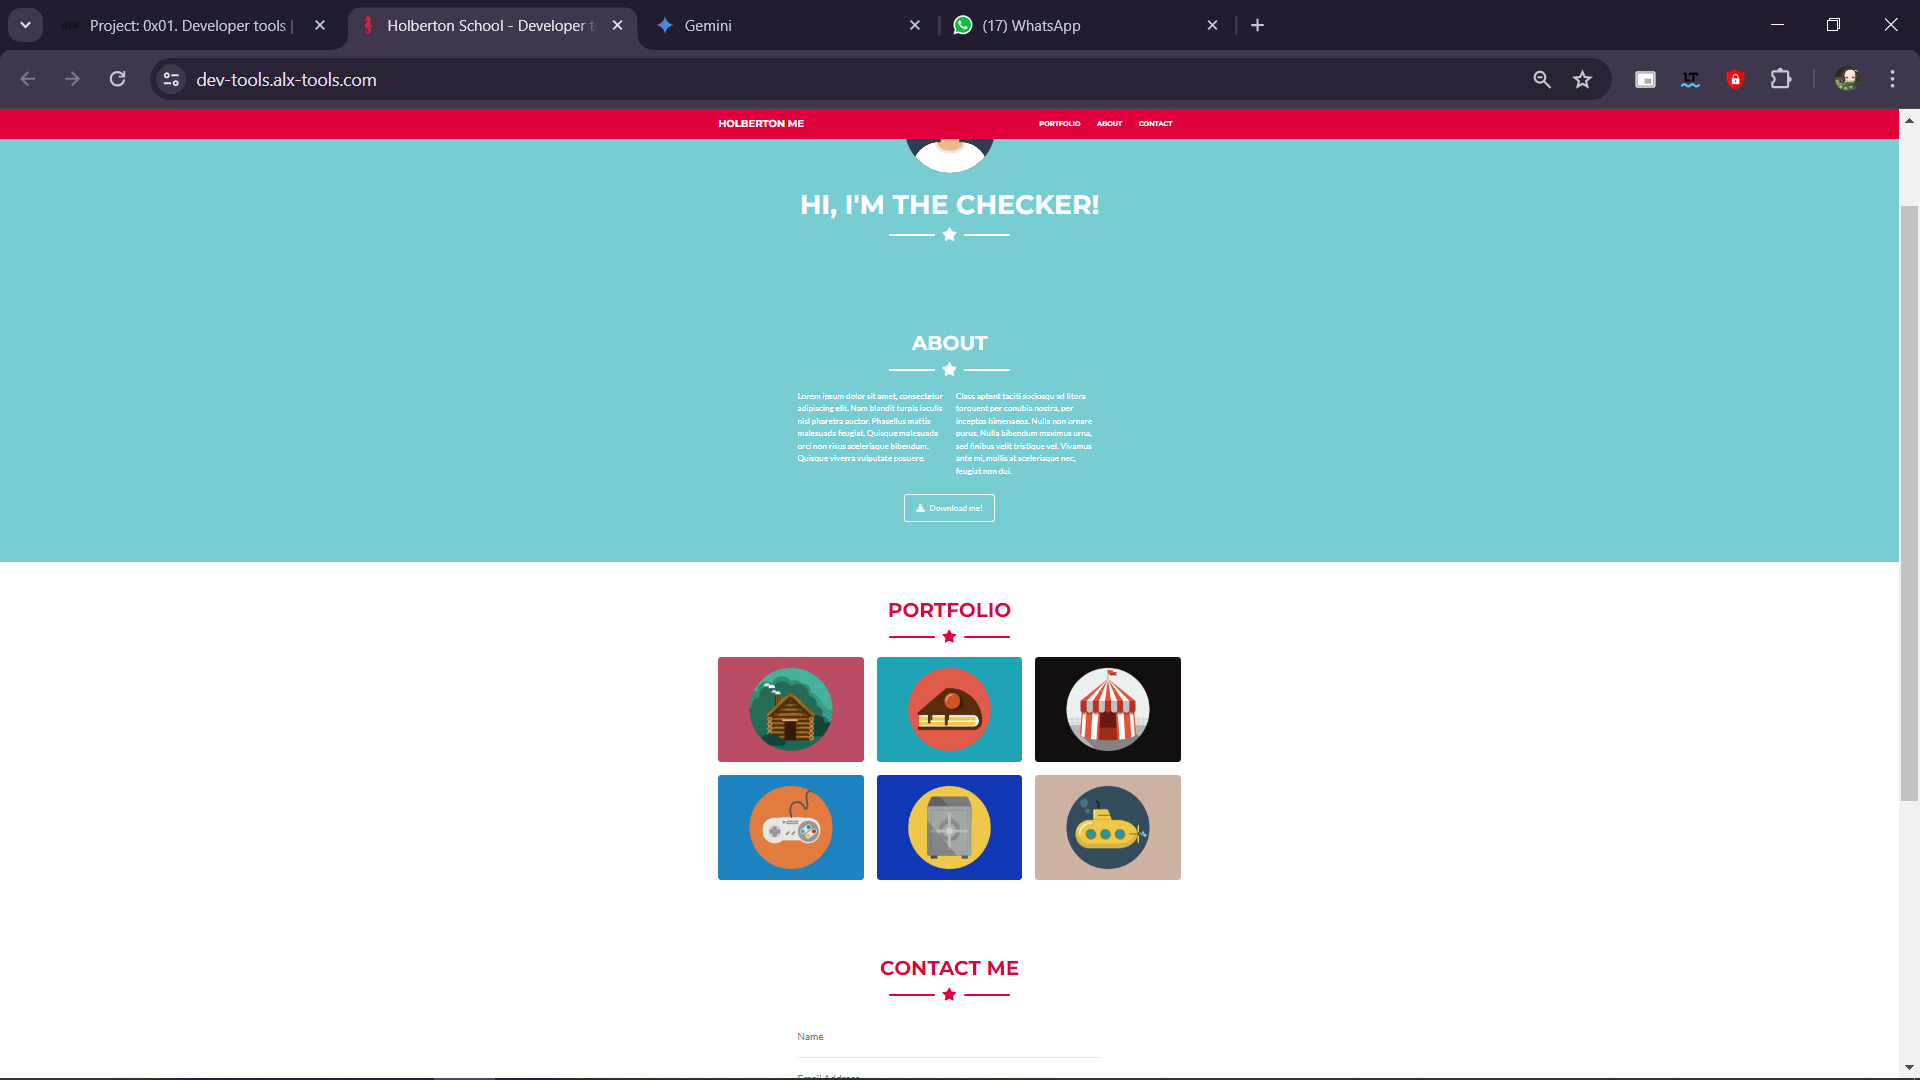 Project: 0x01. Developer tools |
Holberton School - Developer t
Gemini
(17) WhatsApp
dev-tools.alx-tools.com
HOLBERTON ME
PORTFOLIO
ABOUT
CONTACT
HI, I'M THE CHECKER!
ABOUT
Lorem ipsum dolor sit amet, consectetur
adipiscing elit. Nam blandit turpis iaculis
nisl pharetra auctor. Phasellus mattis
malesuada feugiat. Quisque malesuada
orci non risus scelerisque bibendum.
Quisque viverra vulputate posuere.
Class aptent taciti sociosqu ad litora
torquent per conubia nostra, per
inceptos himenaeos. Nulla non ornare
purus. Nulla bibendum maximus urna,
sed finibus velit tristique vel. Vivamus
ante mi, mollis at scelerisque nec,
feugiat non dui.
Download me!
PORTFOLIO
CONTACT ME
Name
Email Address